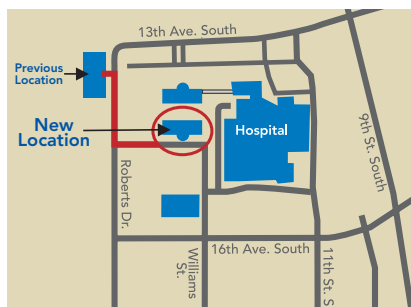 13th Ave. South
Previous
Location
New
Location
Hospital
9th St. South
Roberts Dr.
16th Ave. South
Williams
St.
11th St. S